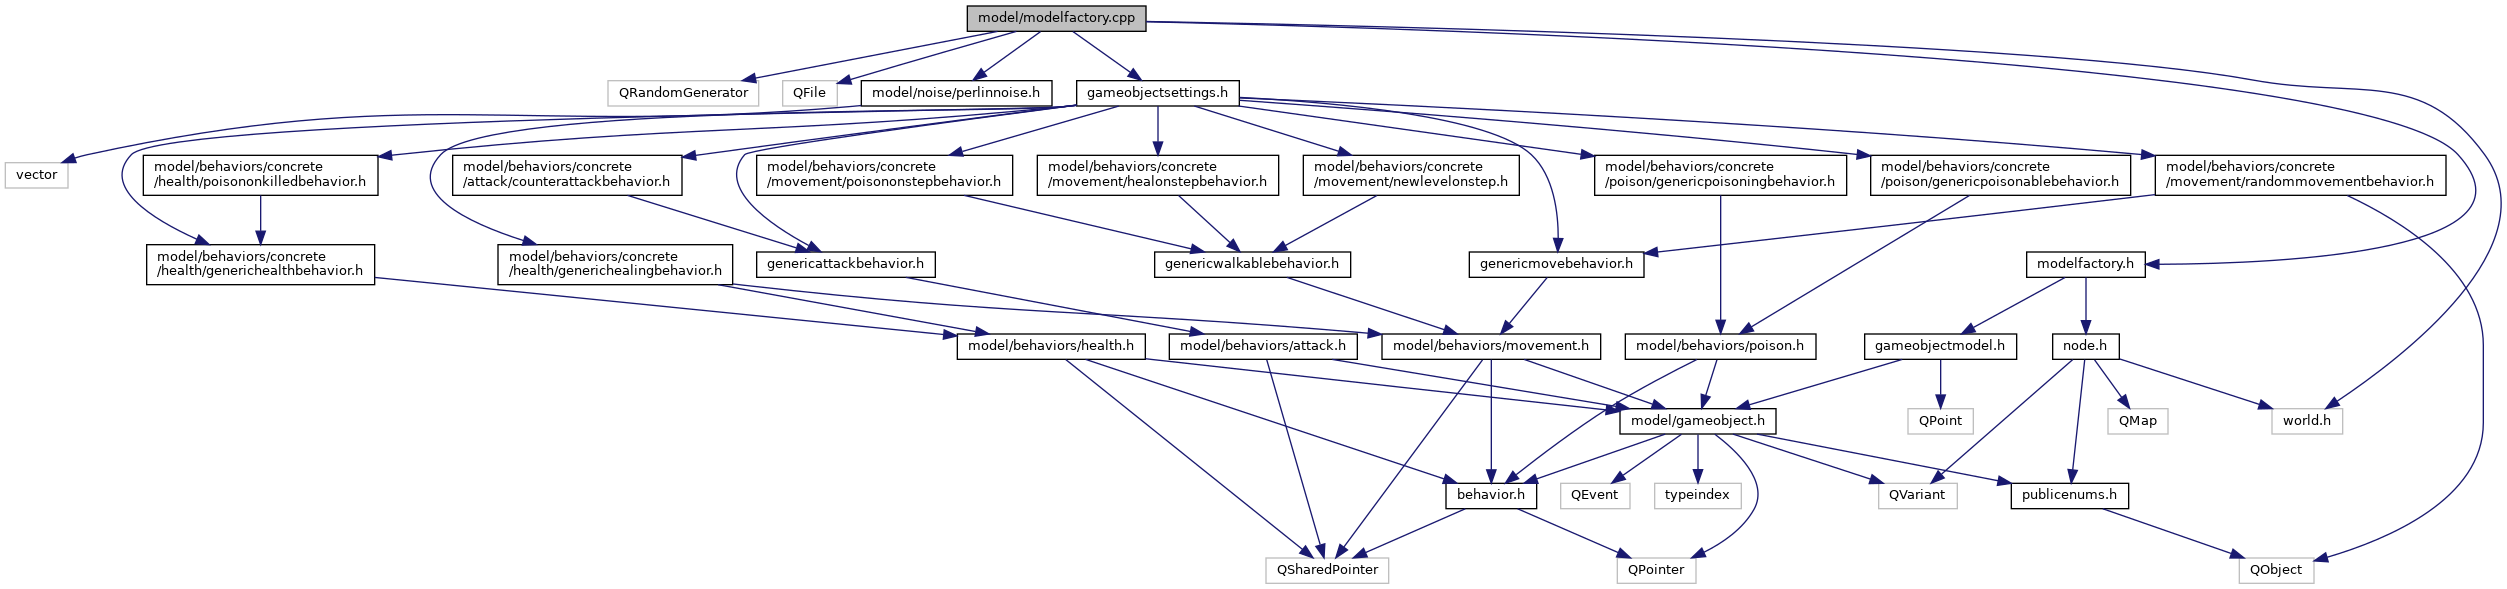 model/modelfactory.cpp
QRandomGenerator
QFile
model/noise/perlinnoise.h
gameobjectsettings.h
vector
model/behaviors/concrete
/health/poisononkilledbehavior.h
model/behaviors/concrete
/attack/counterattackbehavior.h
model/behaviors/concrete
/movement/poisononstepbehavior.h
model/behaviors/concrete
/movement/healonstepbehavior.h
model/behaviors/concrete
/movement/newlevelonstep.h
model/behaviors/concrete
/poison/genericpoisoningbehavior.h
model/behaviors/concrete
/poison/genericpoisonablebehavior.h
model/behaviors/concrete
/movement/randommovementbehavior.h
model/behaviors/concrete
/health/generichealthbehavior.h
model/behaviors/concrete
/health/generichealingbehavior.h
genericattackbehavior.h
genericwalkablebehavior.h
genericmovebehavior.h
modelfactory.h
model/behaviors/health.h
model/behaviors/attack.h
model/behaviors/movement.h
model/behaviors/poison.h
gameobjectmodel.h
node.h
model/gameobject.h
QPoint
QMap
world.h
behavior.h
QEvent
typeindex
QVariant
publicenums.h
QSharedPointer
QPointer
QObject